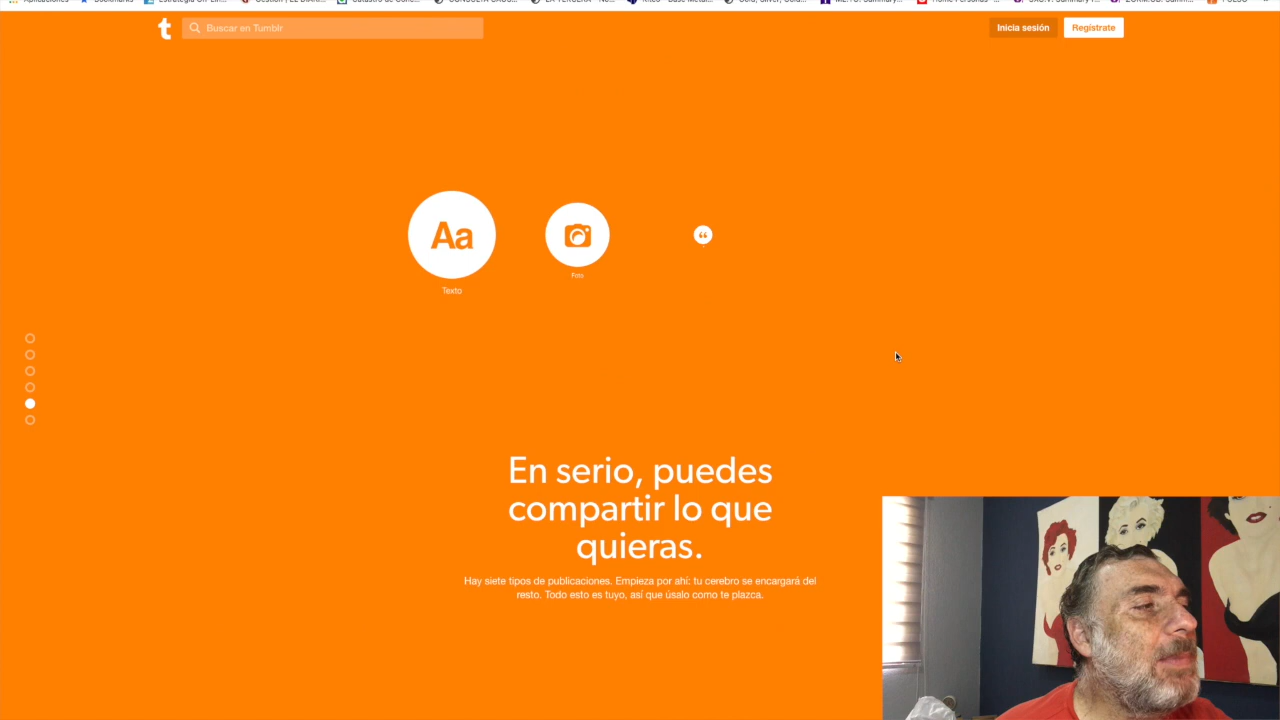 Aplicaciones
Bookmarks
t
Buscar en Tumblr
Inicia sesión
Regístrate
Aa
Texto
Foto
En serio, puedes
compartir lo que
quieras.
Hay siete tipos de publicaciones. Empieza por ahí: tu cerebro se encargará del
resto. Todo esto es tuyo, así que úsalo como te plazca.